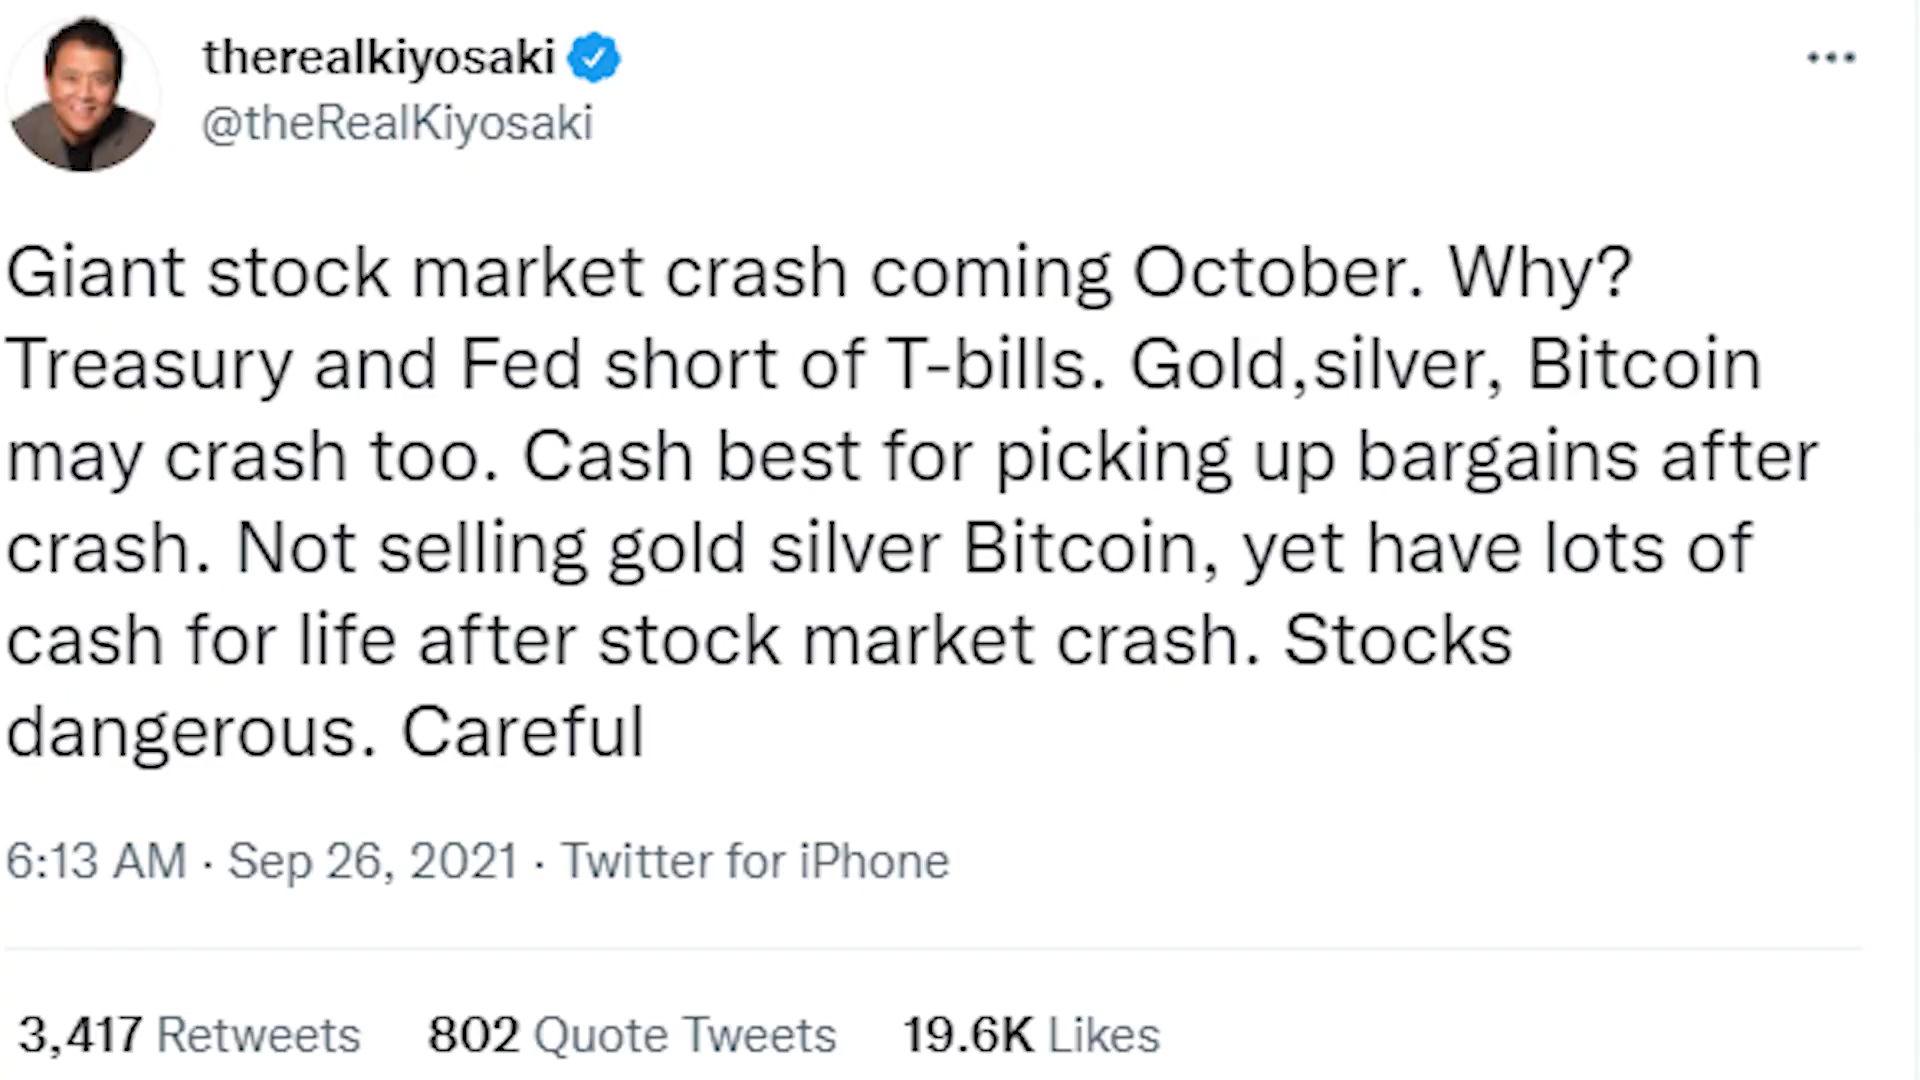 therealkiyosaki
@theRealKiyosaki
Giant stock market crash coming October. Why?
Treasury and Fed short of T-bills. Gold,silver, Bitcoin
may crash too. Cash best for picking up bargains after
crash. Not selling gold silver Bitcoin, yet have lots of
cash for life after stock market crash. Stocks
dangerous. Careful
6:13 AM · Sep 26, 2021 · Twitter for iPhone
3,417 Retweets 802 Quote Tweets 19.6K Likes